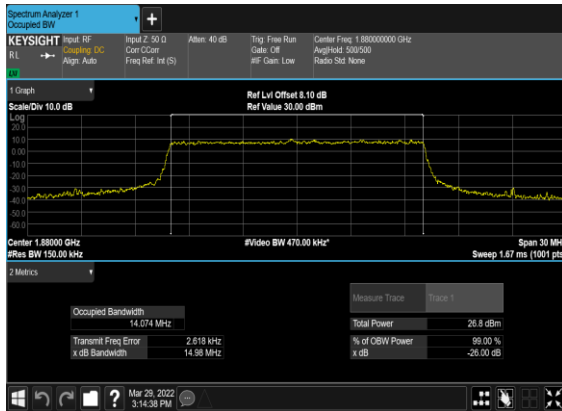 Spectrum Analyzer 1
Occupied BW
+
KEYSIGHT Input: RF Input Z: 50 Ω Atten: 40 dB Trig: Free Run Center Freq: 1.880000000 GHz
RL Coupling: DC Corr CCorr Gate: Off Avg|Hold: 500/500
Align: Auto Freq Ref: Int (S) #IF Gain: Low Radio Std: None
LXI
1 Graph
Ref Lvl Offset 8.10 dB
Scale/Div 10.0 dB Ref Value 30.00 dBm
Log
20.0
10.0
0.00
-10.0
-20.0
-30.0
-40.0
-50.0
-60.0
Center 1.88000 GHz #Video BW 470.00 kHz* Span 30 MH
#Res BW 150.00 kHz Sweep 1.67 ms (1001 pts
2 Metrics
Measure Trace Trace 1
Occupied Bandwidth
14.074 MHz
Total Power 26.8 dBm
Transmit Freq Error 2.618 kHz % of OBW Power 99.00 %
x dB Bandwidth 14.98 MHz x dB -26.00 dB
? Mar 29, 2022
3:14:38 PM